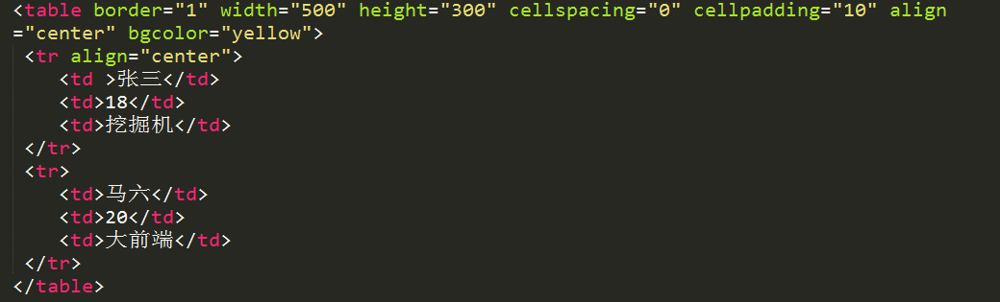 <table border="1" width="500" height="300" cellspacing="0" cellpadding="10" align
="center" bgcolor="yellow">
<tr align="center">
<td >张三</td>
<td>18</td>
<td>挖掘机</td>
</tr>
<tr>
<td>马六</td>
<td>20</td>
<td>大前端</td>
</tr>
</table>